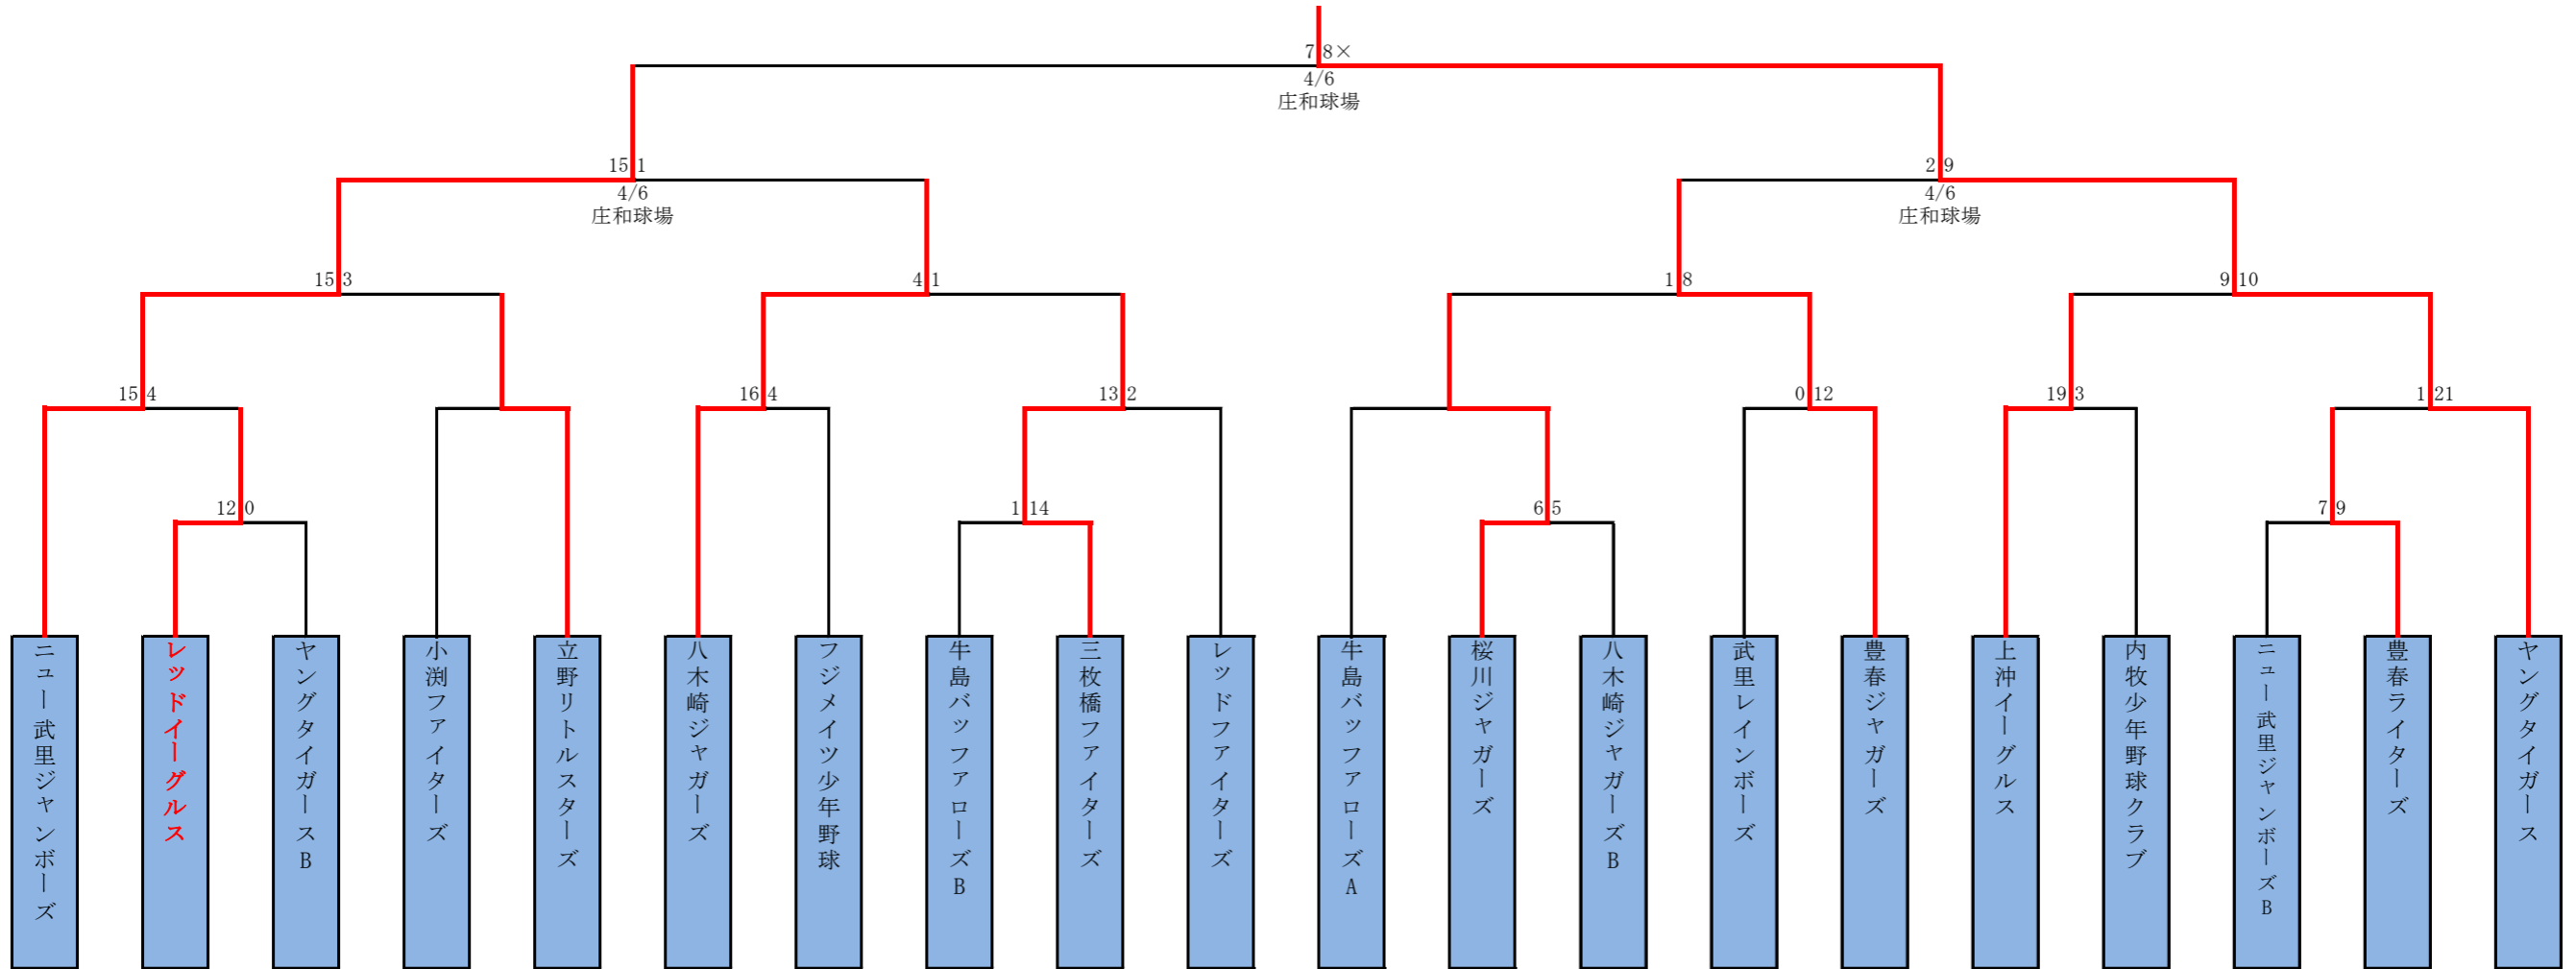 7 8×
4/6
庄和球場
15 1
4/6
庄和球場
2 9
4/6
庄和球場
15 3
4 1
1 8
9 10
15 4
16 4
13 2
0 12
19 3
1 21
12 0
1 14
6 5
7 9
ニュー武里ジャンボーズ
レッドイーグルス
ヤングタイガースB
小渕ファイターズ
立野リトルスターズ
八木崎ジャガーズ
フジメイツ少年野球
牛島バッファローズB
三枚橋ファイターズ
レッドファイターズ
牛島バッファローズA
桜川ジャガーズ
八木崎ジャガーズB
武里レインボーズ
豊春ジャガーズ
上沖イーグルス
内牧少年野球クラブ
ニュー武里ジャンボーズB
豊春ライターズ
ヤングタイガース